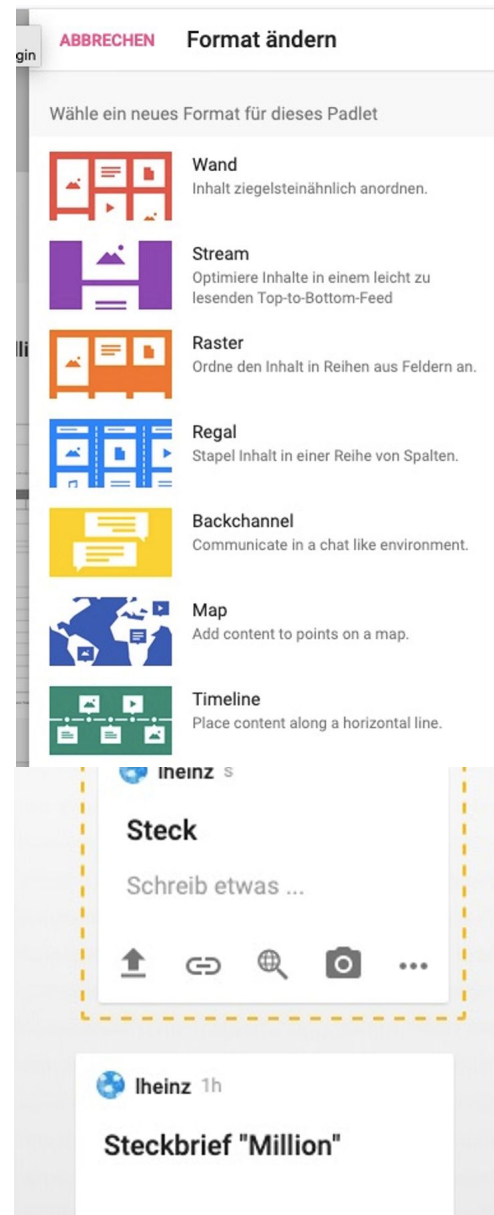 ABBRECHEN Format ändern
gin
Wähle ein neues Format für dieses Padlet
Wand
Inhalt ziegelsteinähnlich anordnen.
Stream
Optimiere Inhalte in einem leicht zu
lesenden Top-to-Bottom-Feed
Raster
Ordne den Inhalt in Reihen aus Feldern an.
lli
Regal
Stapel Inhalt in einer Reihe von Spalten.
Backchannel
Communicate in a chat like environment.
Map
Add content to points on a map.
Timeline
Place content along a horizontal line.
lheinz s
Steck
Schreib etwas ...
lheinz 1h
Steckbrief "Million"